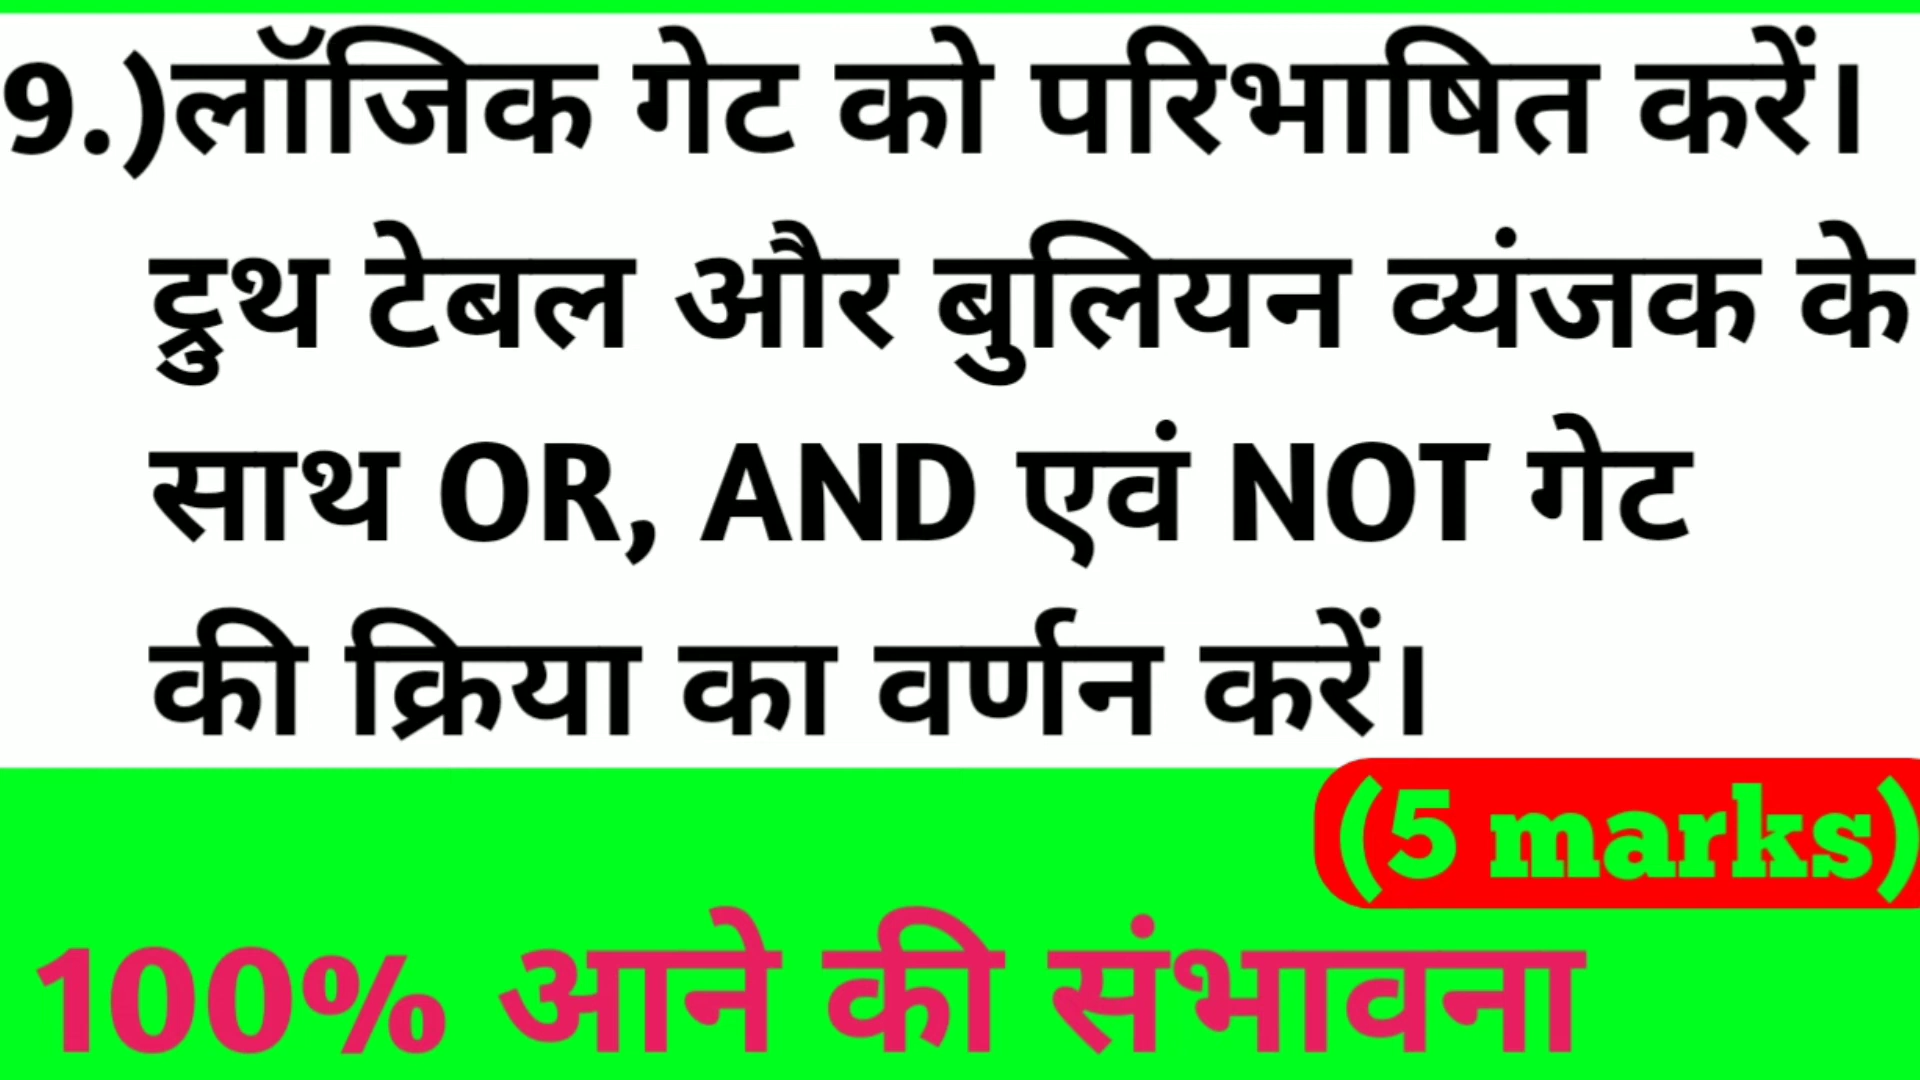 9.)लॉजिक गेट को परिभाषित करें।
ट्रुथ टेबल और बुलियन व्यंजक के
साथ OR, AND एवं NOT गेट
की क्रिया का वर्णन करें।
(5 marks)
100% आने की संभावना